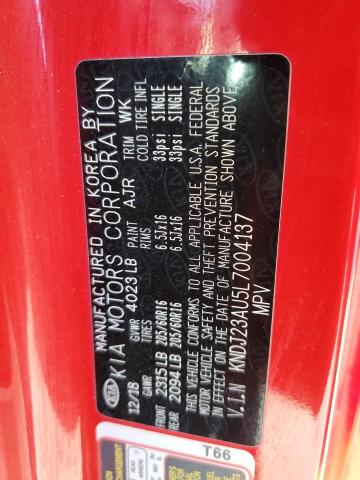 MANUFACTURED IN KOREA BY
KIA MOTORS CORPORATION
12/18 GVWR 4023 LB PAINT AJR TRIM WK
GAWR TIRES RIMS COLD TIRE INFL
FRONT 2315 LB 205/60R16 6.5Jx16 33psi SINGLE
REAR 2094 LB 205/60R16 6.5Jx16 33psi SINGLE
THIS VEHICLE CONFORMS TO ALL APPLICABLE U.S.A. FEDERAL
MOTOR VEHICLE SAFETY AND THEFT PREVENTION STANDARDS
IN EFFECT ON THE DATE OF MANUFACTURE SHOWN ABOVE
V.I.N KNDJ23AU5L7004137
MPV
KIA
T66